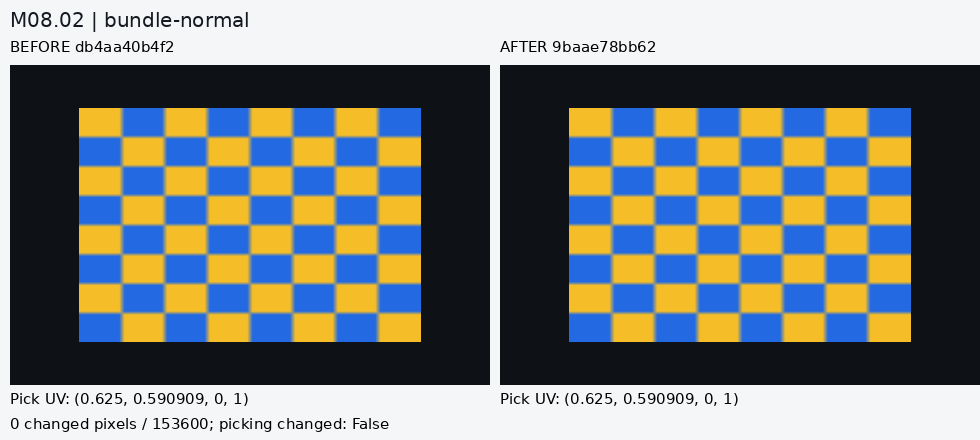 M08.02 | bundle-normal
BEFORE db4aa40b4f2
AFTER 9baae78bb62
Pick UV: (0.625, 0.590909, 0, 1)
Pick UV: (0.625, 0.590909, 0, 1)
0 changed pixels / 153600; picking changed: False